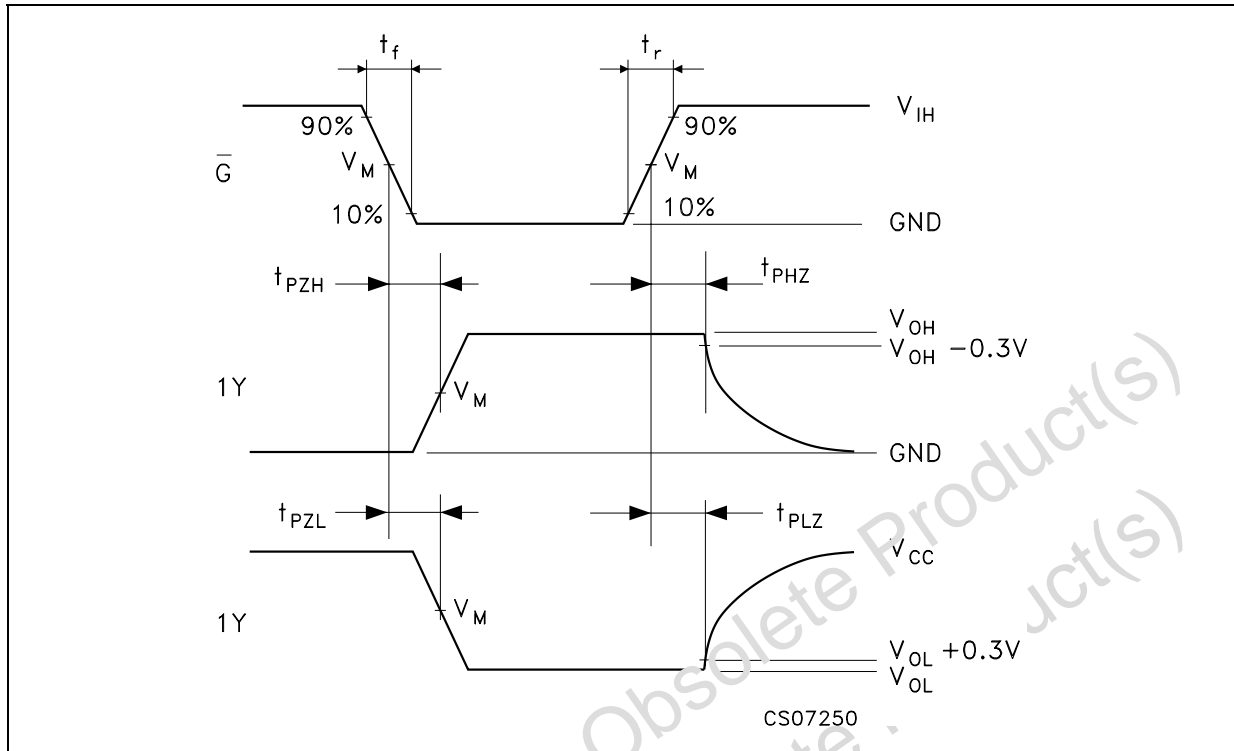 tf
tr
VIH
90%
90%
G̅
VM
VM
10%
10%
GND
tPZH
tPHZ
VOH
VOH -0.3V
1Y
VM
GND
tPZL
tPLZ
VCC
1Y
VM
VOL +0.3V
VOL
CS07250
Obsolete Product(s)